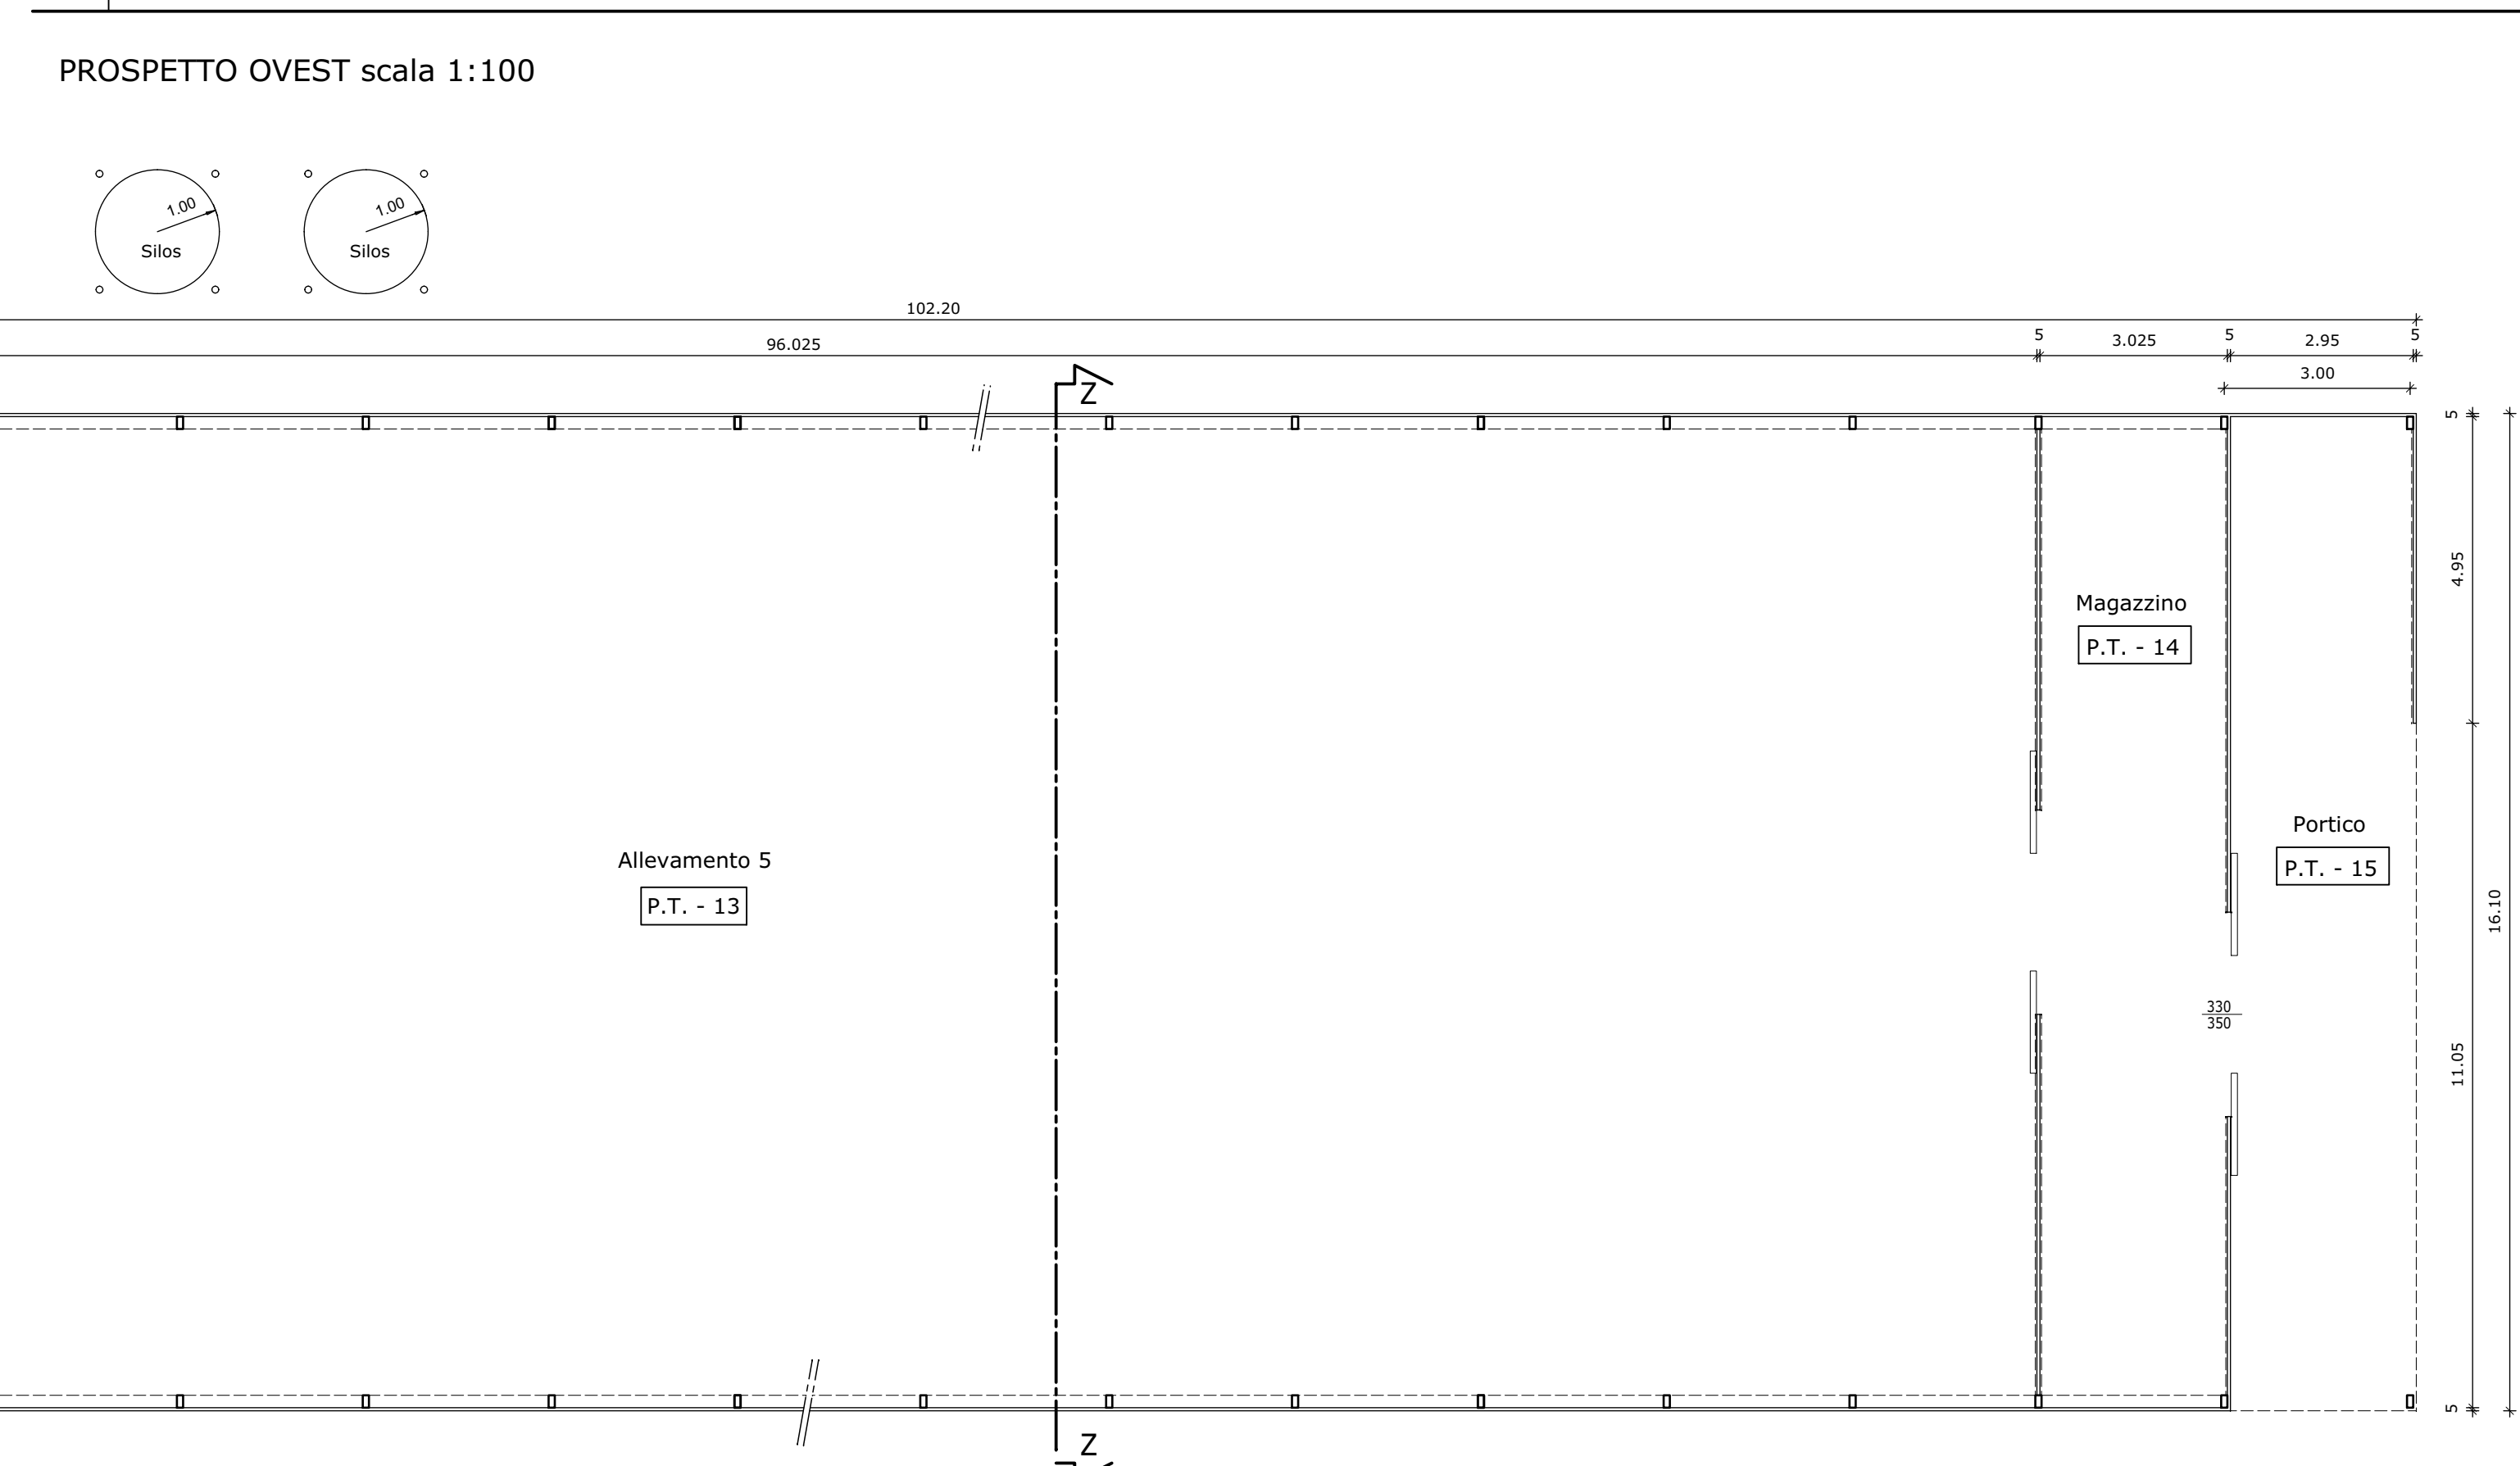 PROSPETTO OVEST scala 1:100
1.00
Silos
1.00
Silos
102.20
96.025
5
3.025
5
2.95
5
3.00
Z
5
4.95
Magazzino
P.T. - 14
Portico
P.T. - 15
Allevamento 5
P.T. - 13
16.10
330
350
11.05
5
Z